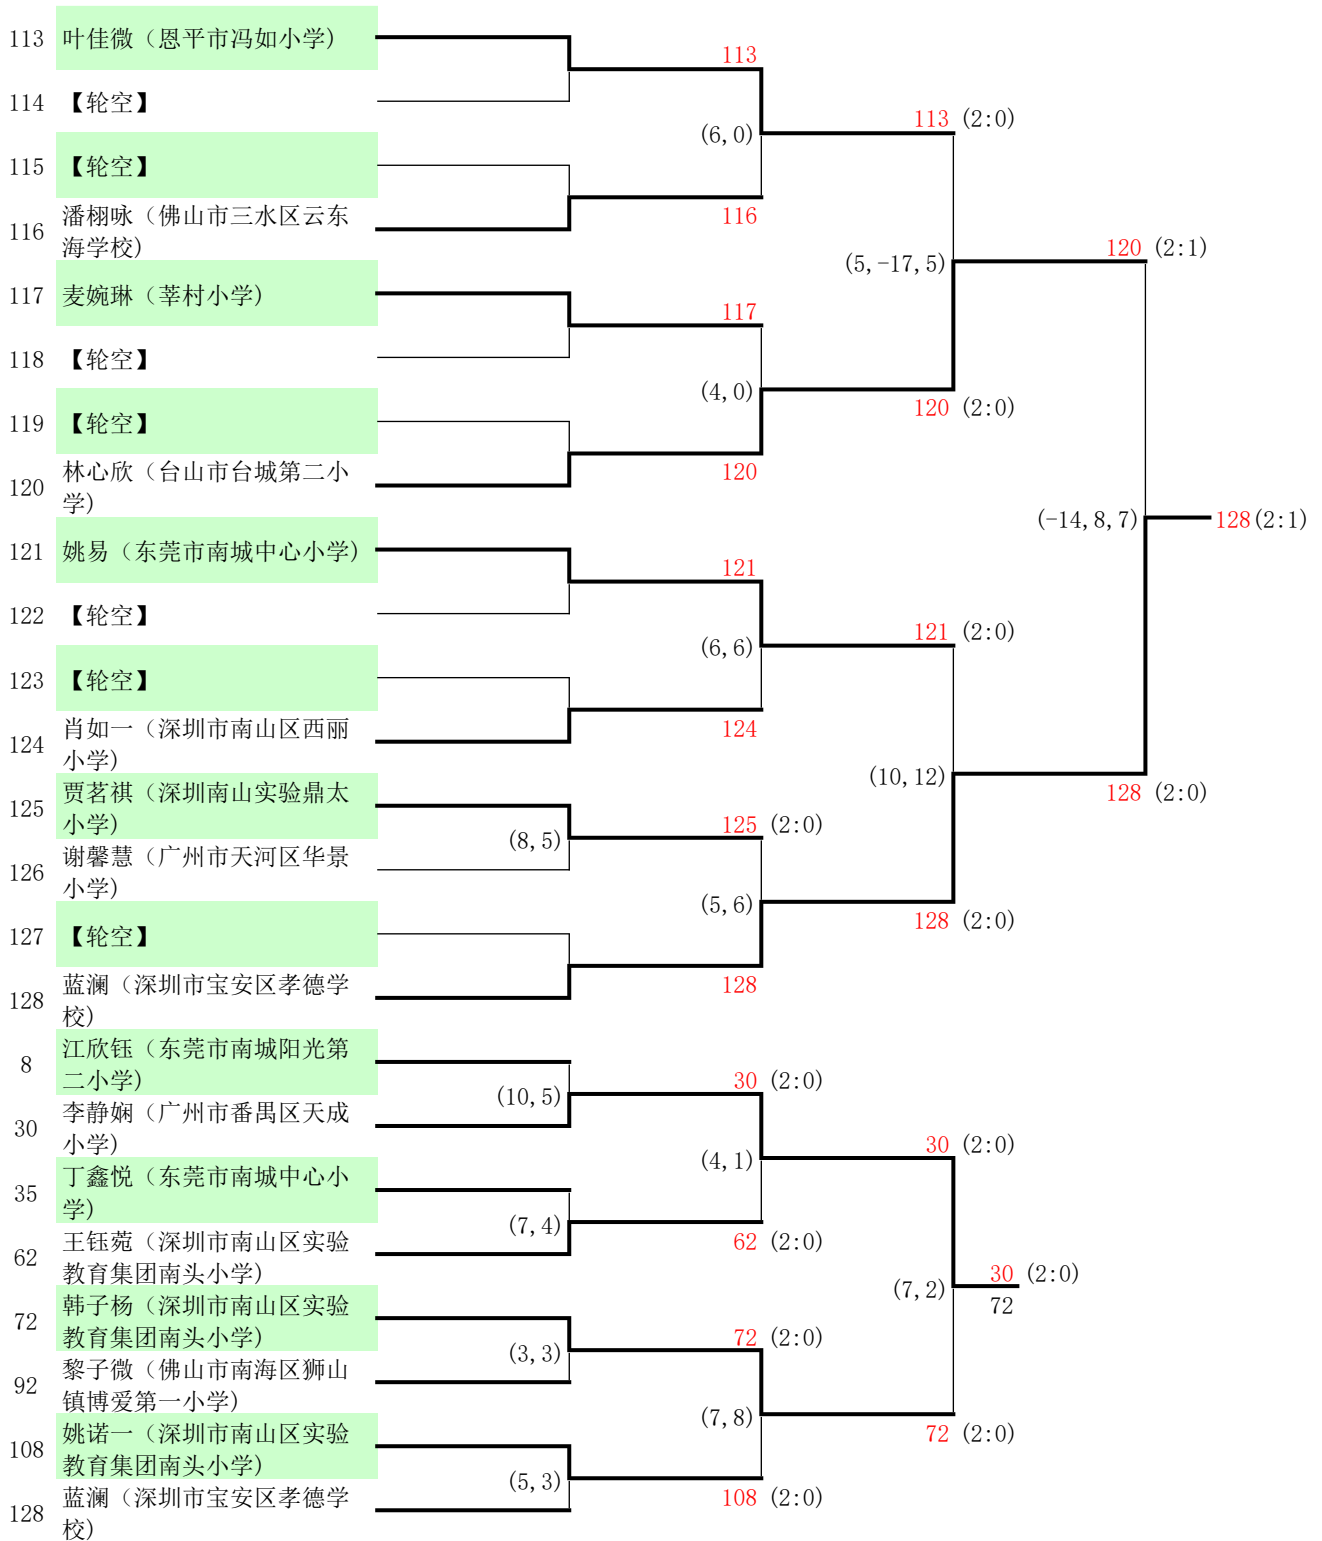 113 叶佳微（恩平市冯如小学）
113
114 【轮空】
113 (2:0)
(6,0)
115 【轮空】
116 潘栩咏（佛山市三水区云东
海学校）
116
120 (2:1)
(5,-17,5)
117 麦婉琳（莘村小学）
117
118 【轮空】
(4,0)
120 (2:0)
119 【轮空】
120 林心欣（台山市台城第二小
学）
120
(-14,8,7)
128(2:1)
121 姚易（东莞市南城中心小学）
121
122 【轮空】
121 (2:0)
(6,6)
123 【轮空】
124 肖如一（深圳市南山区西丽
小学）
124
(10,12)
128 (2:0)
125 贾茗祺（深圳南山实验鼎太
小学）
125 (2:0)
(8,5)
126 谢馨慧（广州市天河区华景
小学）
(5,6)
128 (2:0)
127 【轮空】
128 蓝澜（深圳市宝安区孝德学
校）
128
8 江欣钰（东莞市南城阳光第
二小学）
30 (2:0)
(10,5)
30 李静娴（广州市番禺区天成
小学）
30 (2:0)
(4,1)
35 丁鑫悦（东莞市南城中心小
学）
(7,4)
62 (2:0)
62 王钰菀（深圳市南山区实验
教育集团南头小学）
30 (2:0)
(7,2)
72
72 韩子杨（深圳市南山区实验
教育集团南头小学）
72 (2:0)
(3,3)
92 黎子微（佛山市南海区狮山
镇博爱第一小学）
(7,8)
72 (2:0)
108 姚诺一（深圳市南山区实验
教育集团南头小学）
(5,3)
108 (2:0)
128 蓝澜（深圳市宝安区孝德学
校）